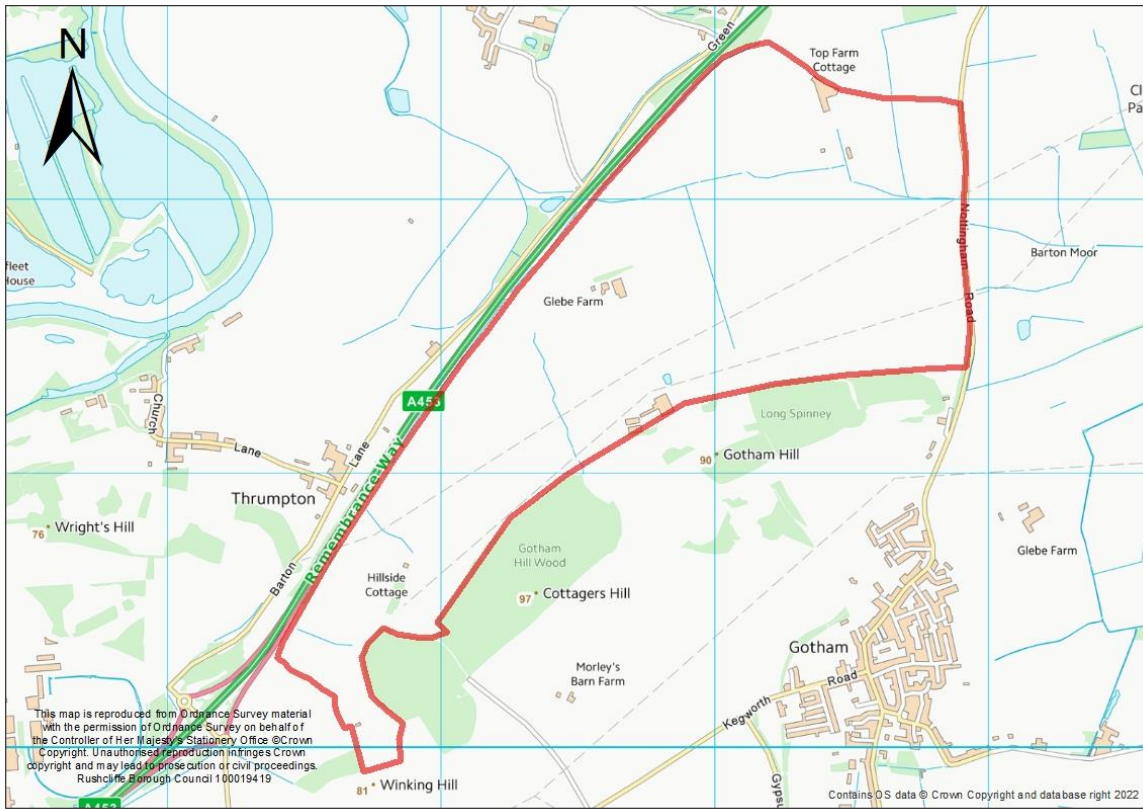 N
Green
Top Farm
Cottage
Cl
Pa
fleet
House
Nottingham
Road
Barton Moor
Glebe Farm
A453
Church
Lane
Lane
Thrumpton
Remembrance Way
Long Spinney
90 Gotham Hill
76 Wright's Hill
Gotham
Hill Wood
Glebe Farm
Barton
Hillside
Cottage
97 Cottagers Hill
Gotham
Morley's
Barn Farm
Kegworth
Road
This map is reproduced from Ordnance Survey material
with the permission of Ordnance Survey on behalf of
the Controller of Her Majesty's Stationery Office ©Crown
Copyright. Unauthorised reproduction infringes Crown
copyright and may lead to prosecution or civil proceedings.
Rushcliffe Borough Council 100019419
81 Winking Hill
Gypsu
A453
Contains OS data © Crown Copyright and database right 2022